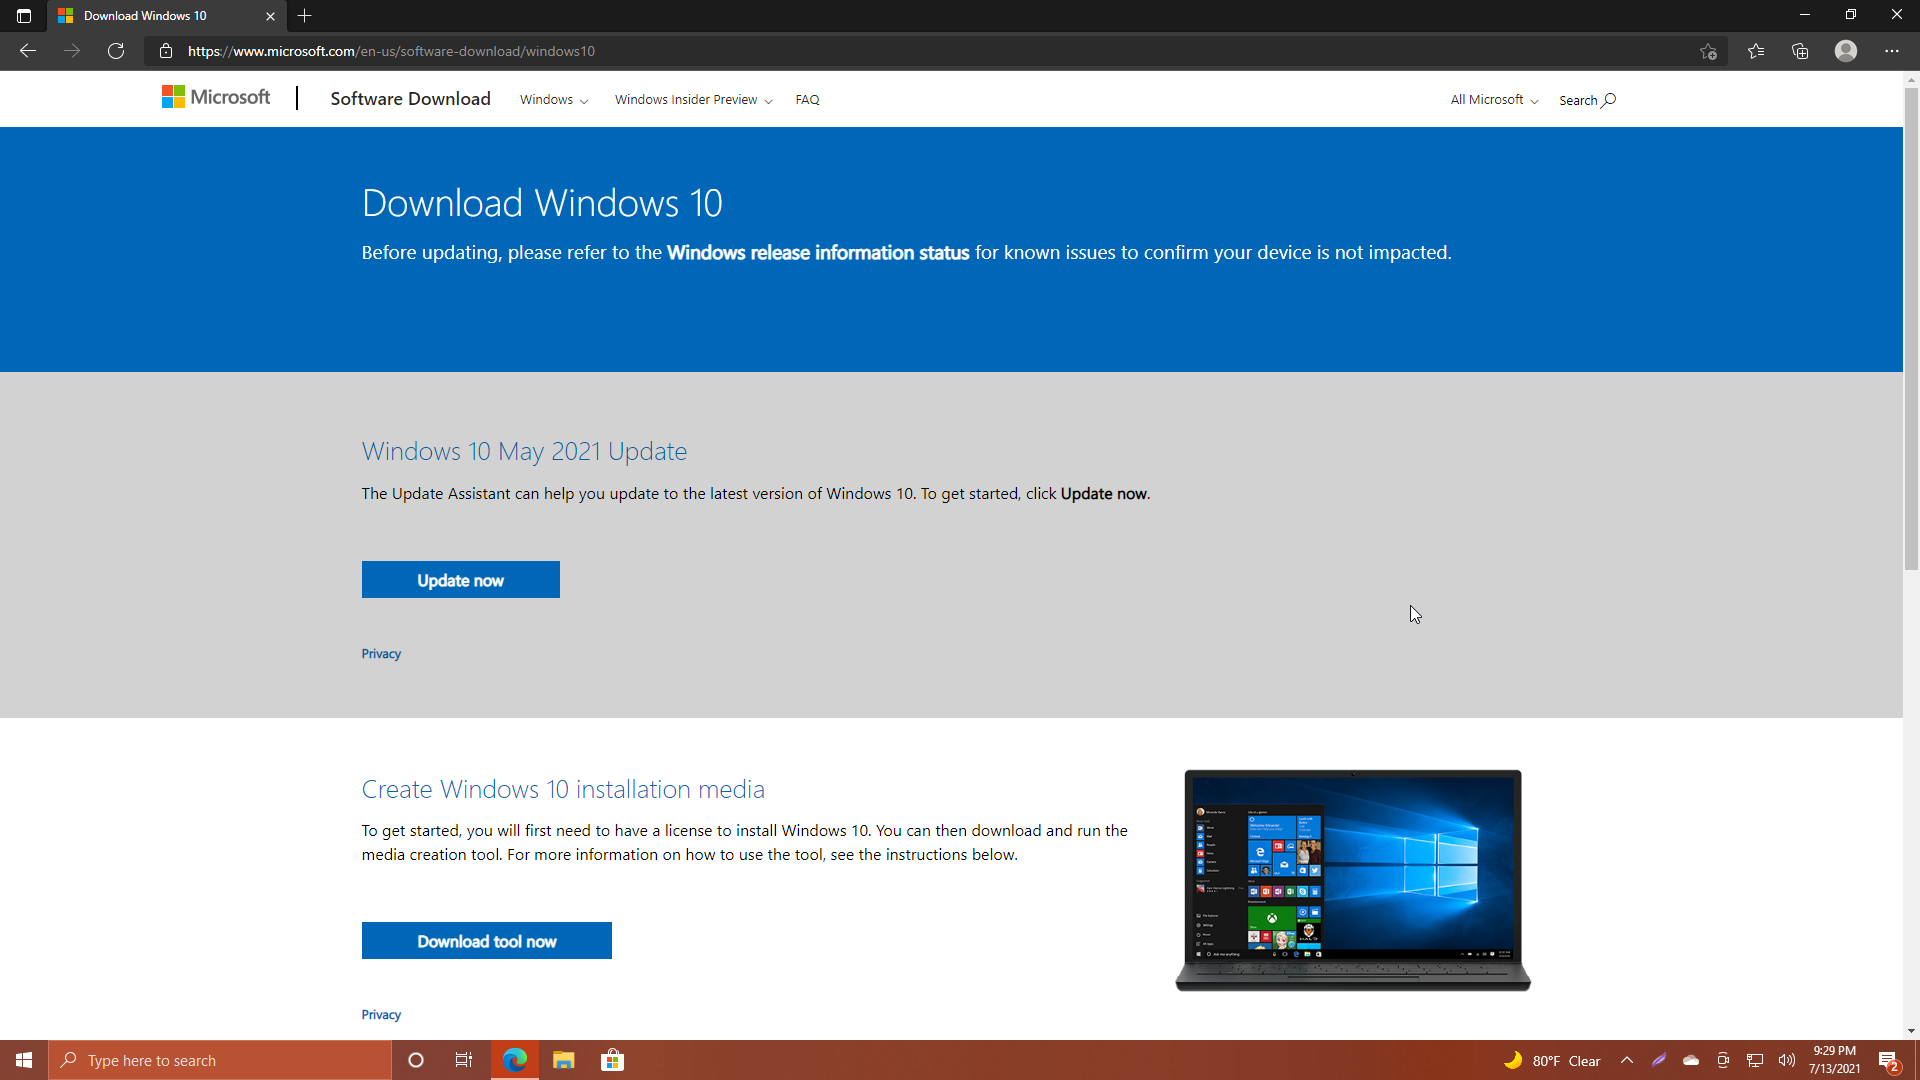 Download Windows 10
https://www.microsoft.com/en-us/software-download/windows10
Microsoft
Software Download
Windows
Windows Insider Preview
FAQ
All Microsoft
Search
Download Windows 10
Before updating, please refer to the Windows release information status for known issues to confirm your device is not impacted.
Windows 10 May 2021 Update
The Update Assistant can help you update to the latest version of Windows 10. To get started, click Update now.
Update now
Privacy
Create Windows 10 installation media
To get started, you will first need to have a license to install Windows 10. You can then download and run the
media creation tool. For more information on how to use the tool, see the instructions below.
Download tool now
Privacy
Type here to search
80°F Clear
9:29 PM
7/13/2021
2